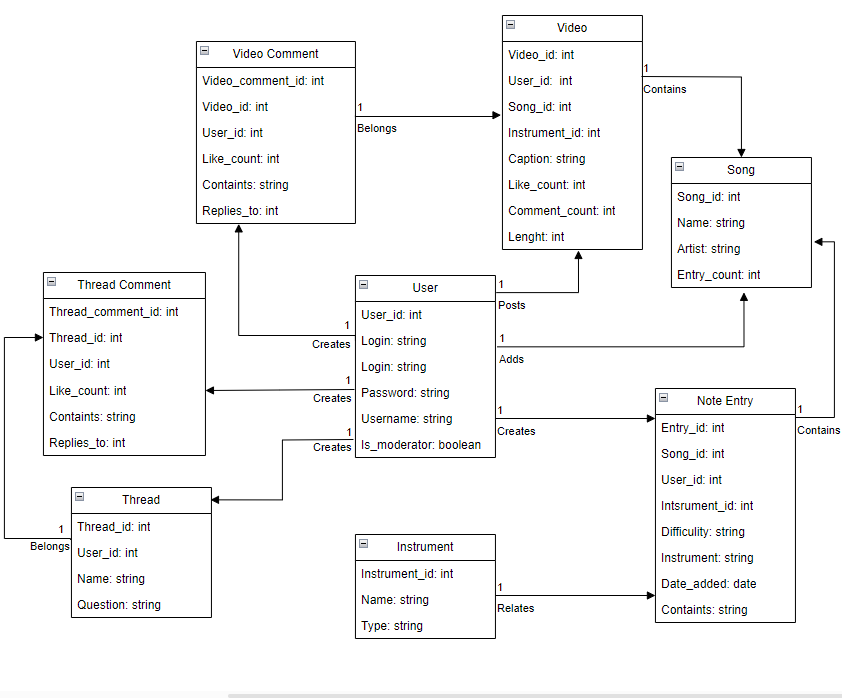 Video Comment
Video_comment_id: int
Video_id: int
User_id: int
Like_count: int
Containts: string
Replies_to: int
1
Belongs
Video
Video_id: int
User_id: int
Song_id: int
Instrument_id: int
Caption: string
Like_count: int
Comment_count: int
Lenght: int
1
Contains
Song
Song_id: int
Name: string
Artist: string
Entry_count: int
Thread Comment
Thread_comment_id: int
Thread_id: int
User_id: int
Like_count: int
Containts: string
Replies_to: int
User
User_id: int
Login: string
Login: string
Password: string
Username: string
Is_moderator: boolean
1
Creates
1
Creates
1
Creates
1
Posts
1
Adds
1
Creates
Note Entry
Entry_id: int
Song_id: int
User_id: int
Intsrument_id: int
Difficulity: string
Instrument: string
Date_added: date
Containts: string
1
Contains
Thread
Thread_id: int
User_id: int
Name: string
Question: string
1
Belongs
Instrument
Instrument_id: int
Name: string
Type: string
1
Relates